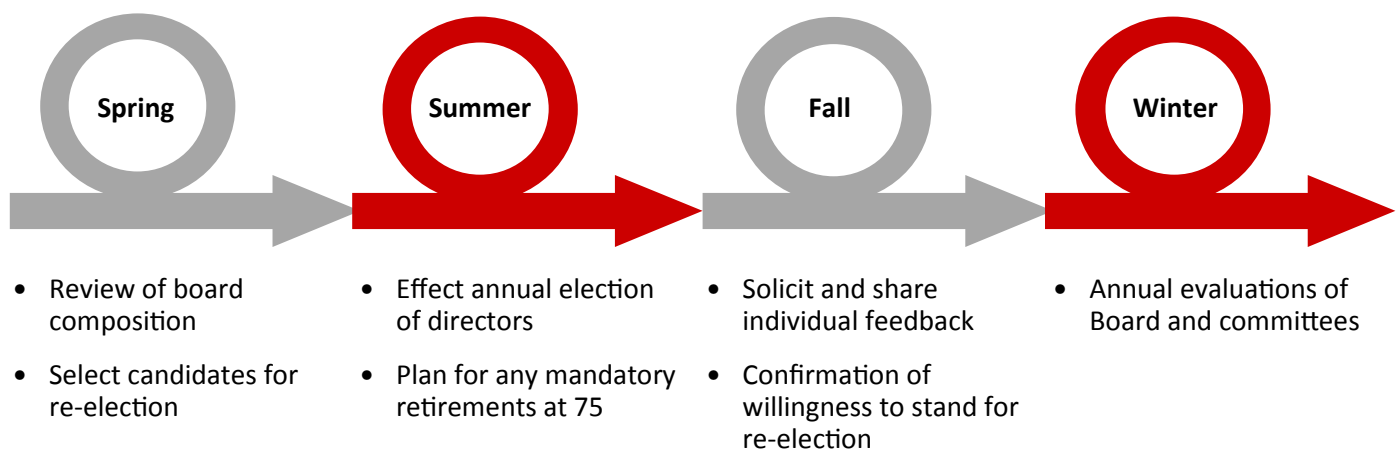 Spring
Summer
Fall
Winter
• Review of board
composition
• Select candidates for
re-election
• Effect annual election
of directors
• Plan for any mandatory
retirements at 75
• Solicit and share
individual feedback
• Confirmation of
willingness to stand for
re-election
• Annual evaluations of
Board and committees